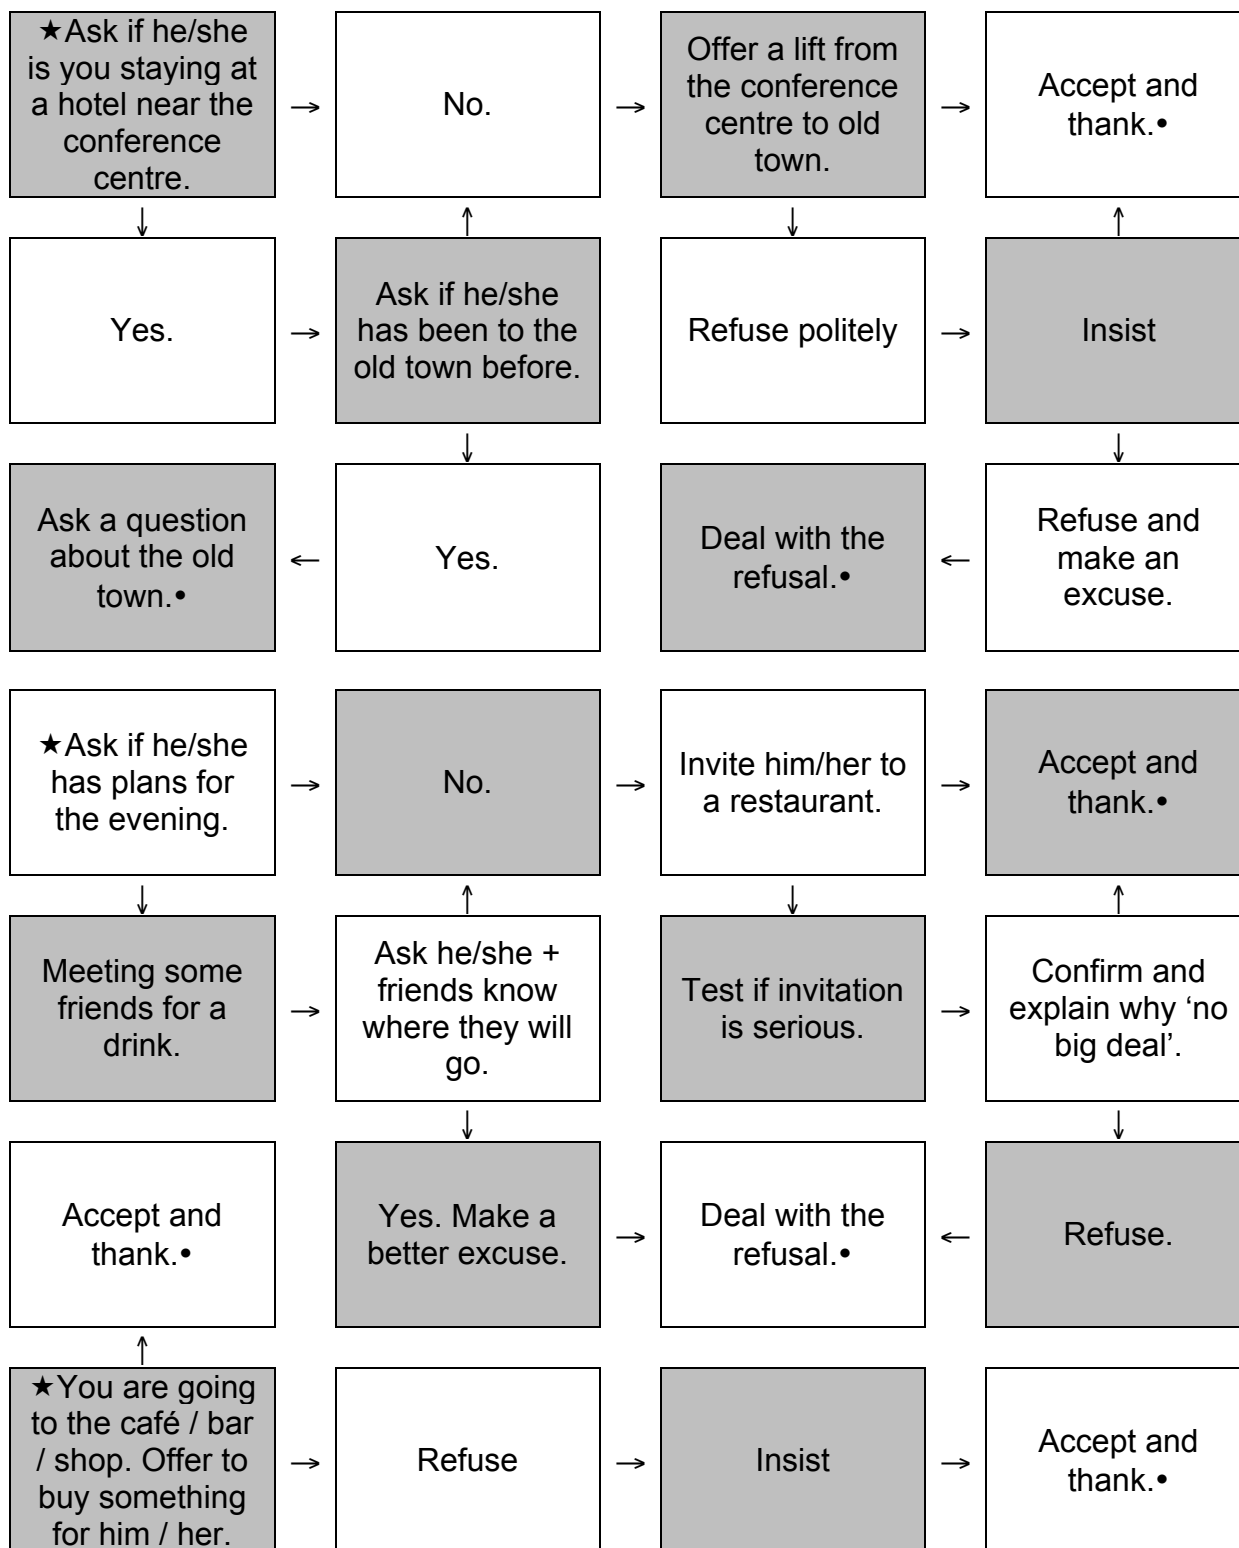 ★Ask if he/she
is you staying at
a hotel near the
conference
centre.
→
No.
→
Offer a lift from
the conference
centre to old
town.
→
Accept and
thank.•
↓
↑
↓
↑
Yes.
→
Ask if he/she
has been to the
old town before.
Refuse politely
→
Insist
↓
↓
Ask a question
about the old
town.•
←
Yes.
Deal with the
refusal.•
←
Refuse and
make an
excuse.
★Ask if he/she
has plans for
the evening.
→
No.
→
Invite him/her to
a restaurant.
→
Accept and
thank.•
↓
↑
↓
↑
Meeting some
friends for a
drink.
→
Ask he/she +
friends know
where they will
go.
Test if invitation
is serious.
→
Confirm and
explain why ‘no
big deal’.
↓
↓
Accept and
thank.•
Yes. Make a
better excuse.
→
Deal with the
refusal.•
←
Refuse.
↑
★You are going
to the café / bar
/ shop. Offer to
buy something
for him / her.
→
Refuse
→
Insist
→
Accept and
thank.•